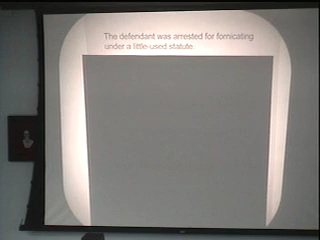 The defendant was arrested for fornicating
under a little-used statute.